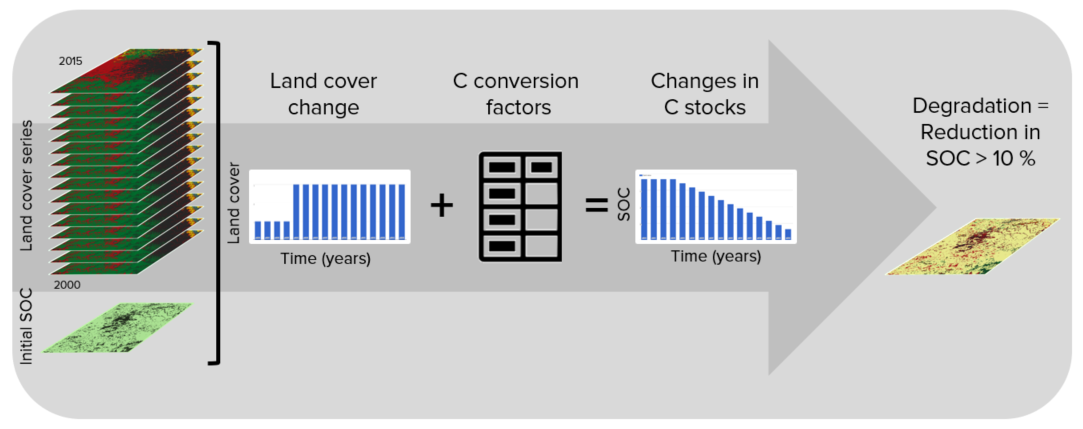 2015
Land cover series
2000
Initial SOC
Land cover
change
Land cover
Time (years)
+
C conversion
factors
=
Changes in
C stocks
SOC
Time (years)
Degradation =
Reduction in
SOC > 10 %